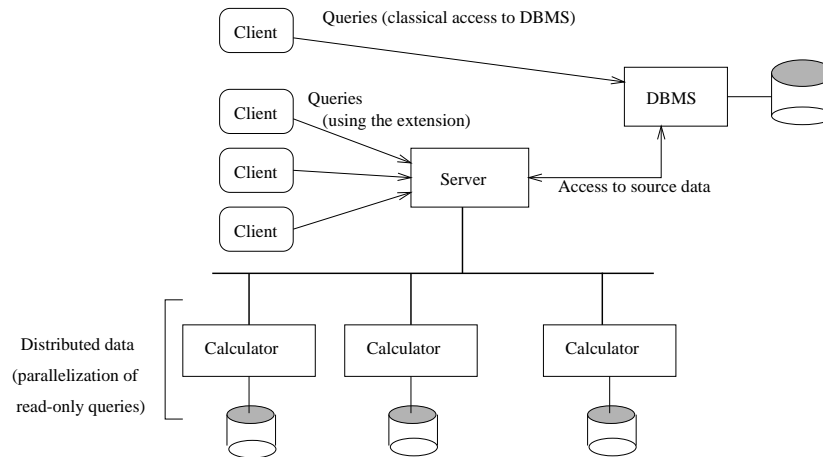 Queries (classical access to DBMS)
Client
Client
Queries
(using the extension)
DBMS
Client
Server
Access to source data
Client
Distributed data
(parallelization of
read-only queries)
Calculator
Calculator
Calculator